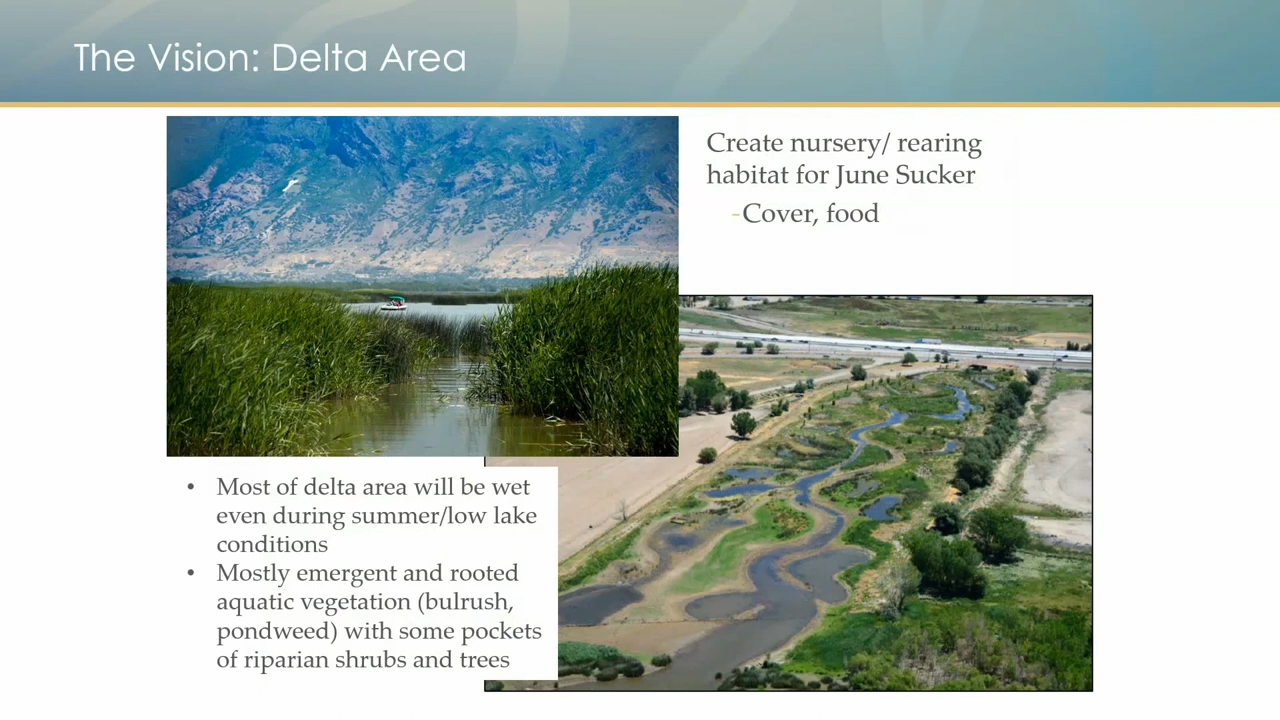 The Vision: Delta Area
Create nursery/ rearing
habitat for June Sucker
-Cover, food
• Most of delta area will be wet
even during summer/low lake
conditions
• Mostly emergent and rooted
aquatic vegetation (bulrush,
pondweed) with some pockets
of riparian shrubs and trees